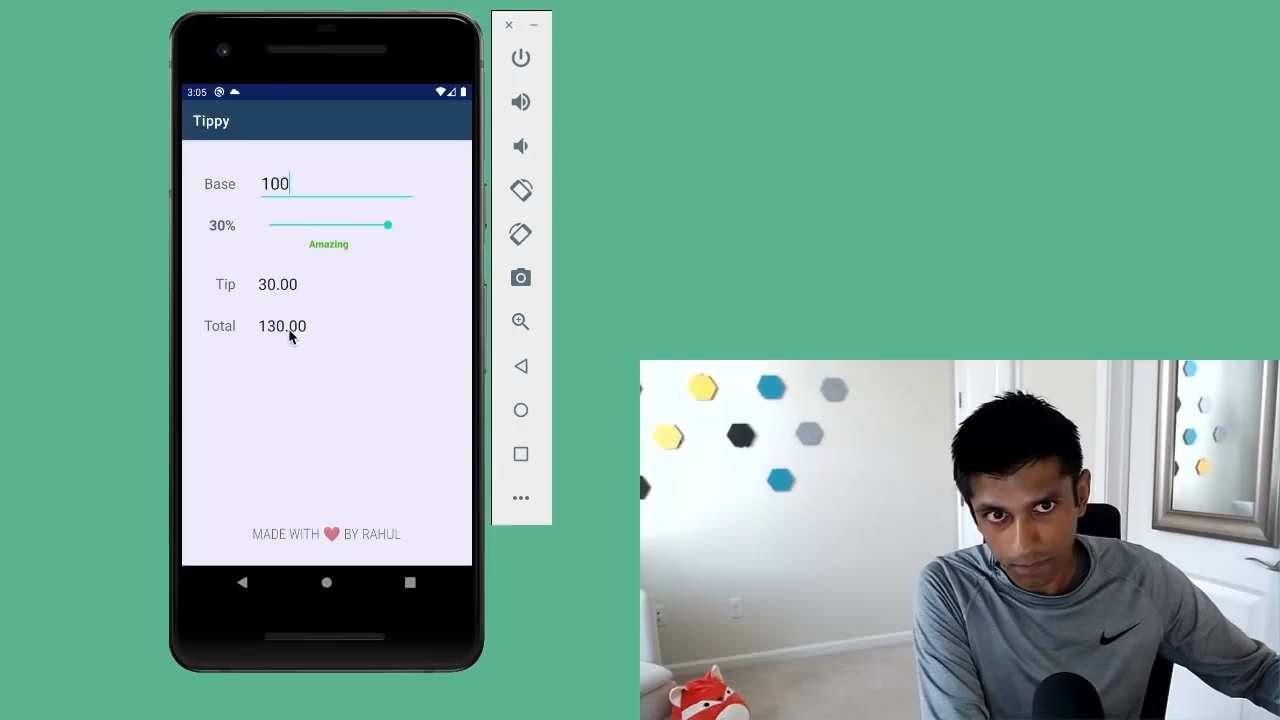 3:05
Tippy
Base 100
30%
Amazing
Tip 30.00
Total 130.00
MADE WITH ❤️ BY RAHUL